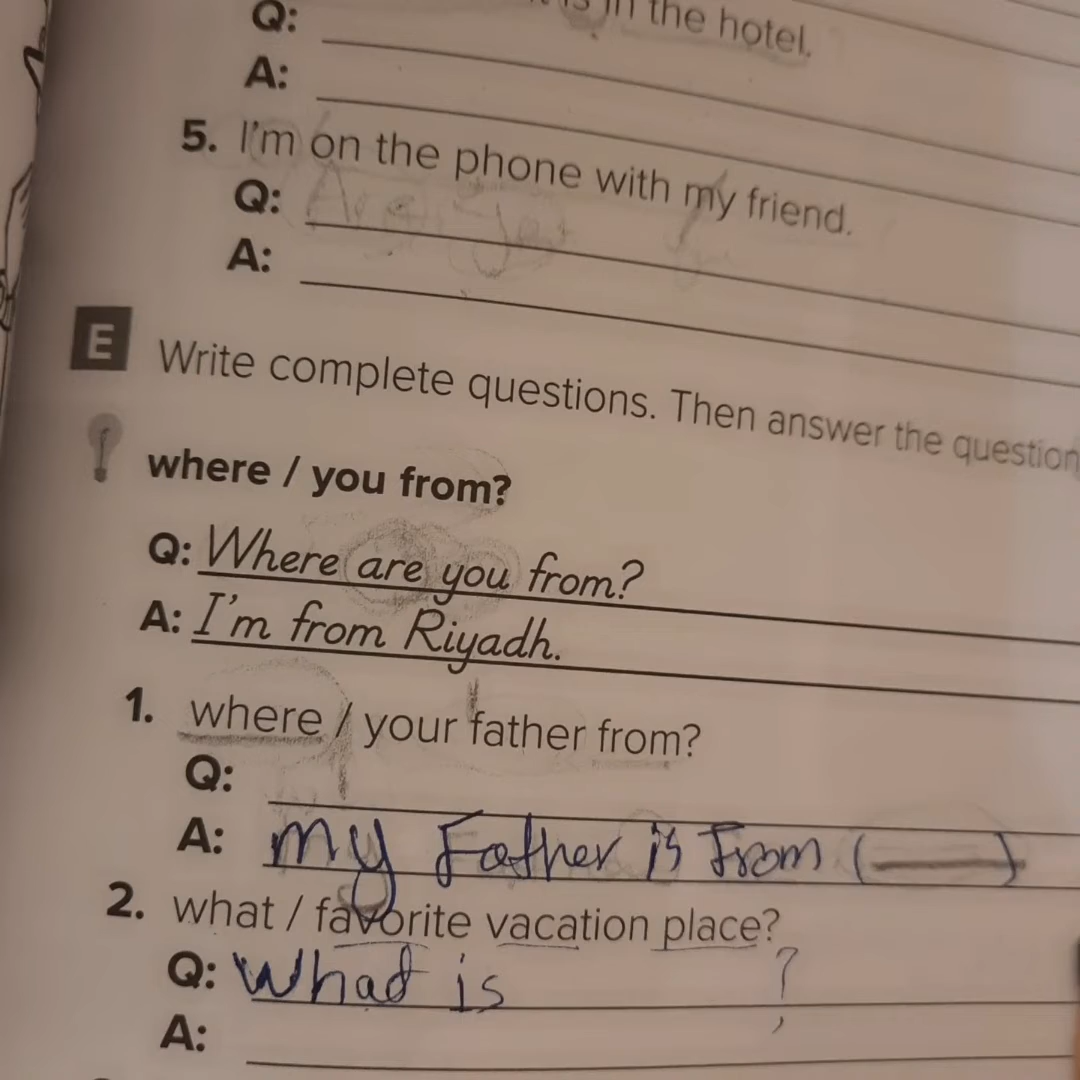 is in the hotel.
Q:
A:
5. I'm on the phone with my friend.
Q: Are
A:
E Write complete questions. Then answer the question
! where / you from?
Q: Where are you from?
A: I'm from Riyadh.
1. where / your father from?
Q:
A: my Father is From ( )
2. what / favorite vacation place?
Q: what is ?
A: